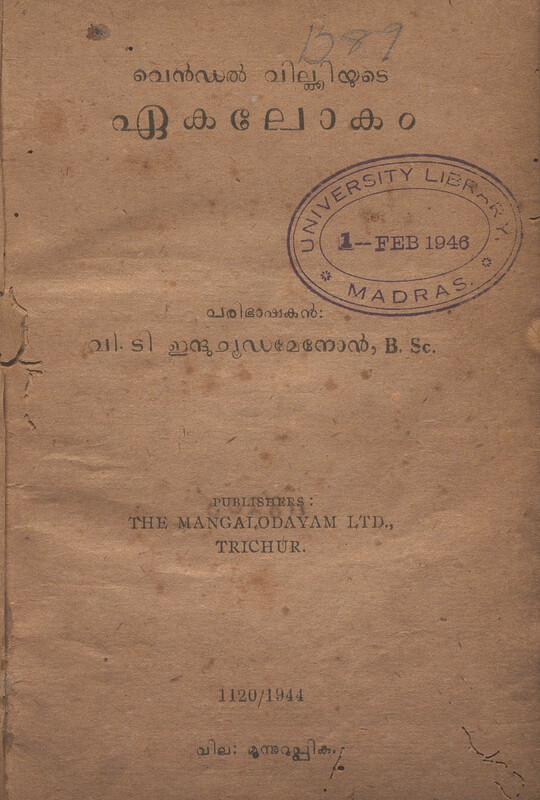 B89
വെൻഡൽ വില്ക്കിയുടെ
ഏകലോകം
UNIVERSITY LIBRARY.
1--FEB 1946
MADRAS.
പരിഭാഷകൻ:
വി. ടി ഇന്ദുചൂഡമേനോൻ, B. Sc.
PUBLISHERS:
THE MANGALODAYAM LTD.,
TRICHUR.
1120/1944
വില: മൂന്നുറുപ്പിക.